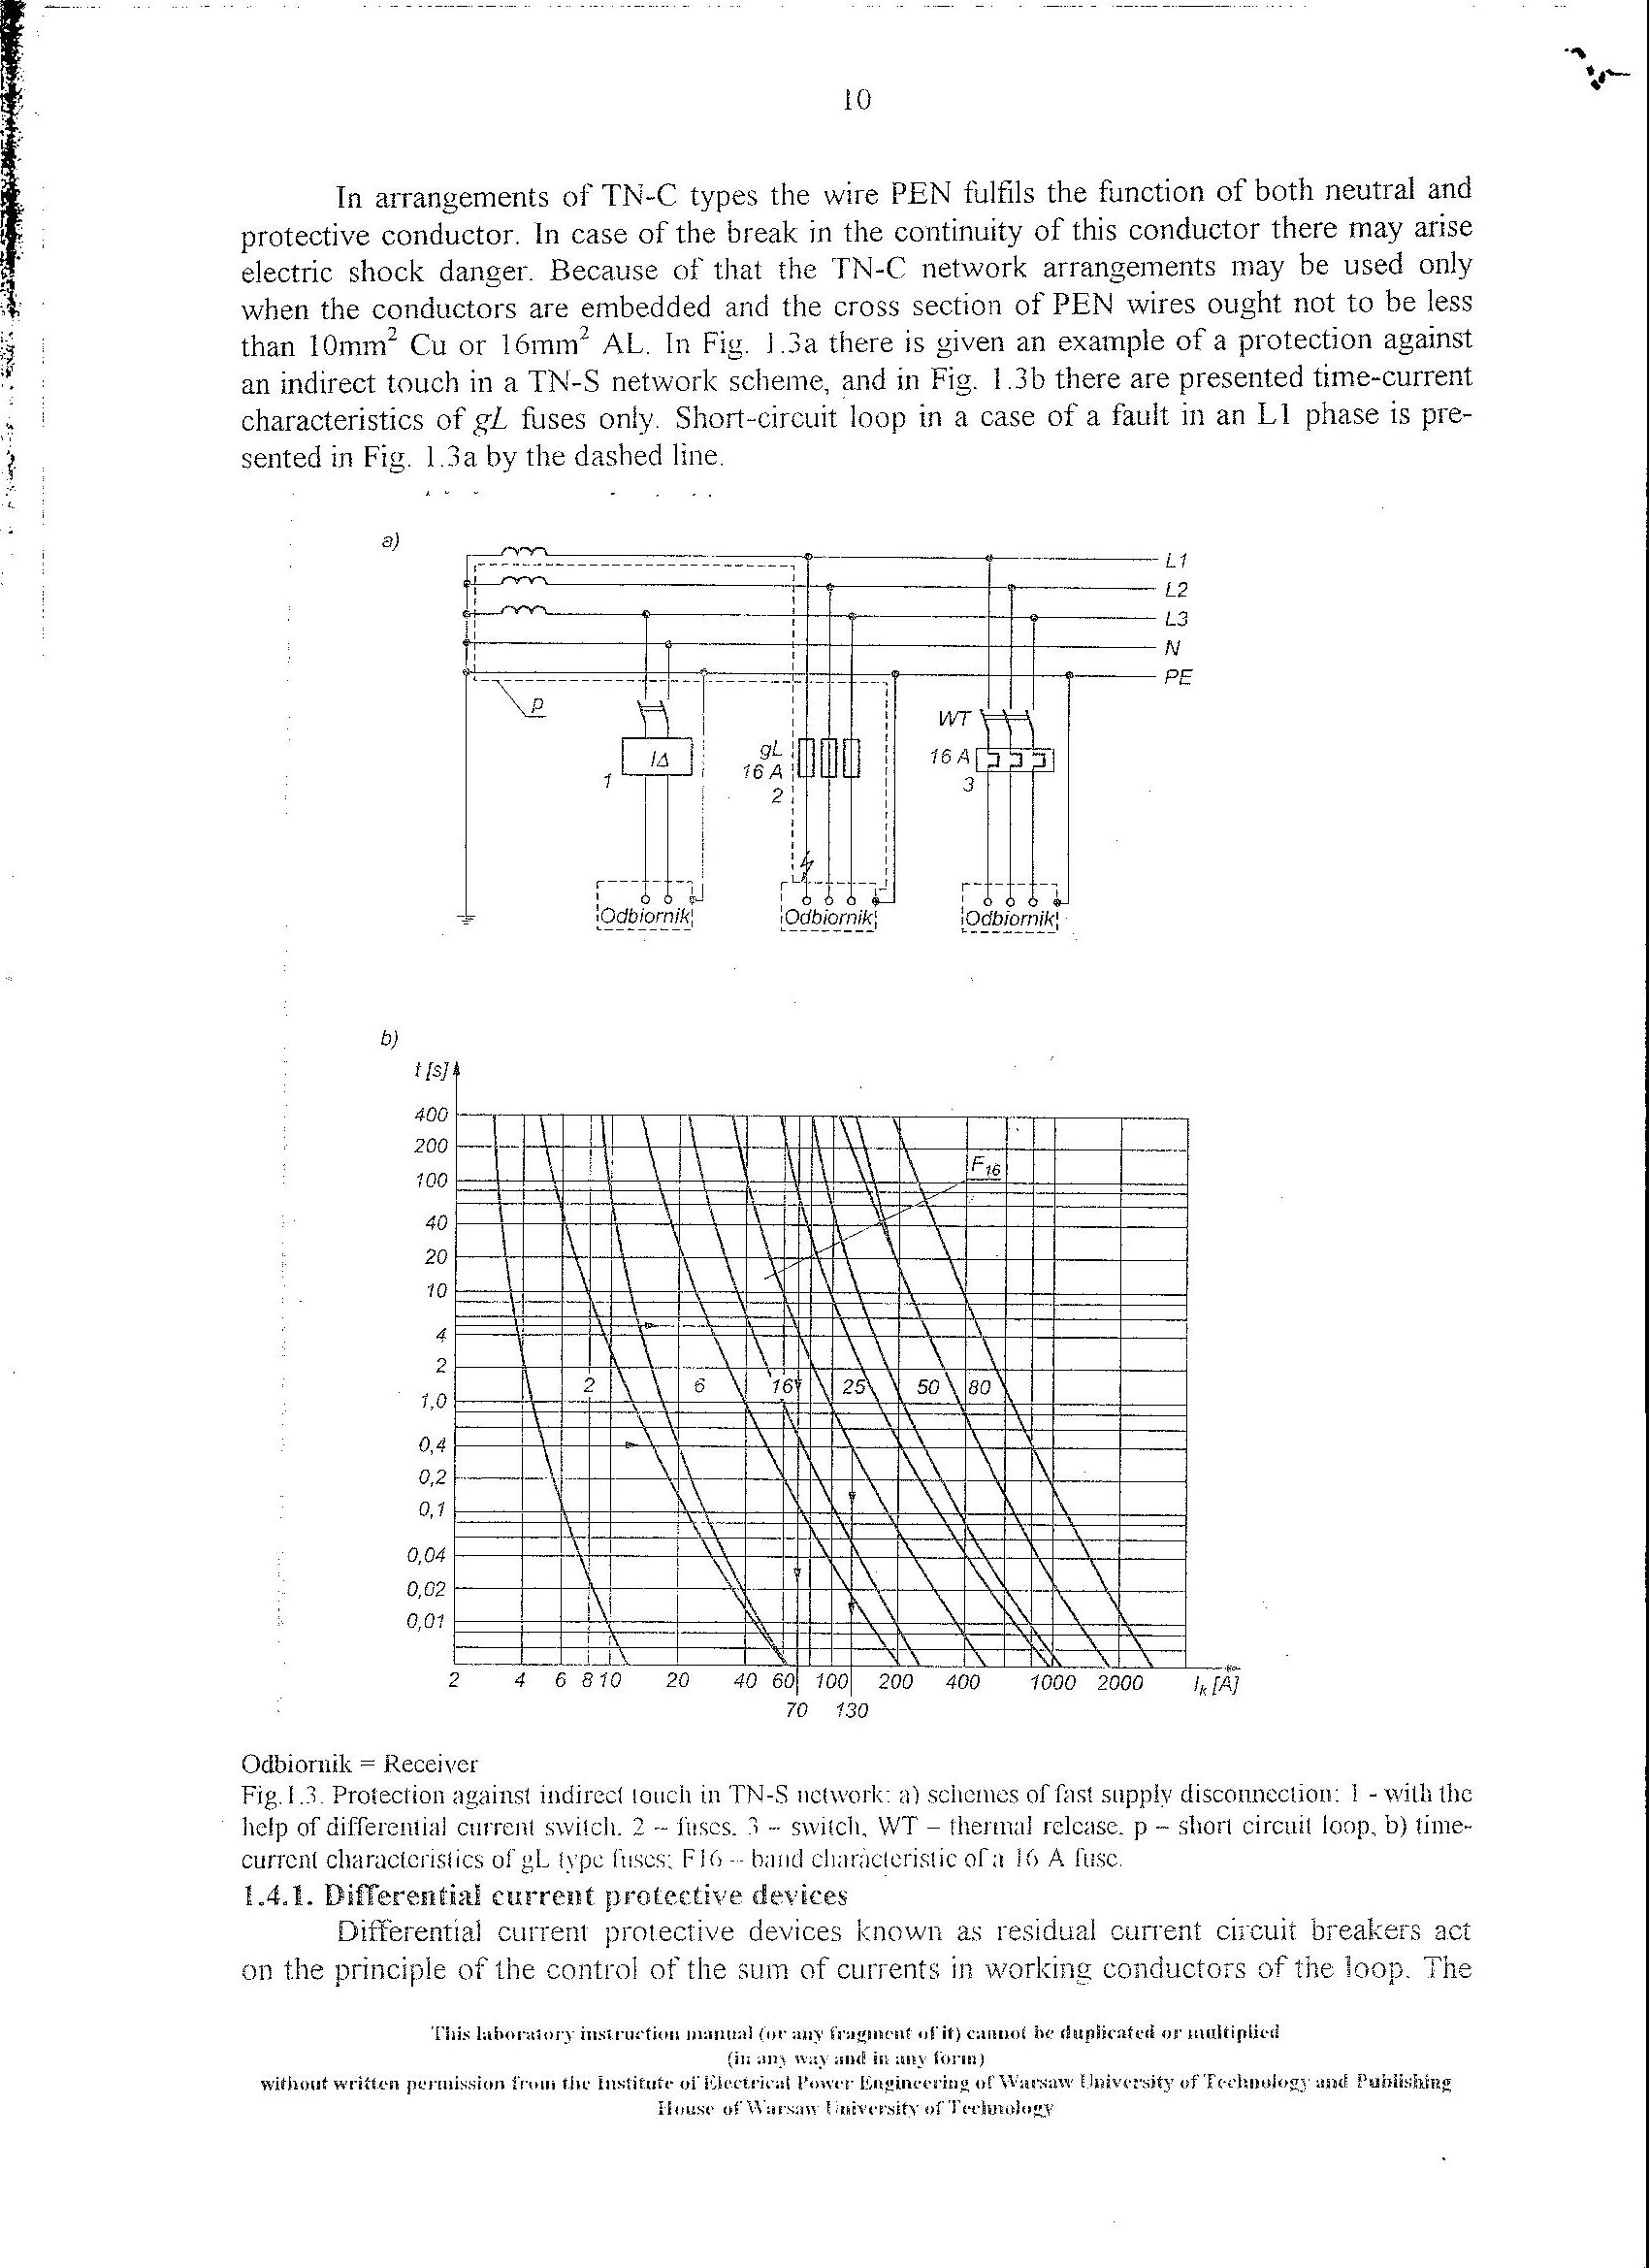 10
In arrangements of TN-C types the wire PEN fulfils the function of both neutral and
protective conductor. In case of the break in the continuity of this conductor there may arise
electric shock danger. Because of that the TN-C network arrangements may be used only
when the conductors are embedded and the cross section of PEN wires ought not to be less
than 10mm² Cu or 16mm² AL. In Fig. 1.3a there is given an example of a protection against
an indirect touch in a TN-S network scheme, and in Fig. 1.3b there are presented time-current
characteristics of gL fuses only. Short-circuit loop in a case of a fault in an L1 phase is pre-
sented in Fig. 1.3a by the dashed line.
a)
L1
L2
L3
N
PE
p
WT
IΔ
gL
16 A
16 A
1
2
3
Odbiornik
Odbiornik
Odbiornik
b)
t [s]
400
200
100
F16
40
20
10
4
2
2 6 16 25 50 80
1,0
0,4
0,2
0,1
0,04
0,02
0,01
2 4 6 8 10 20 40 60 100 200 400 1000 2000 Ik [A]
70 130
Odbiornik = Receiver
Fig.1.3. Protection against indirect touch in TN-S network: a) schemes of fast supply disconnection: 1 - with the
help of differential current switch. 2 – fuses. 3 – switch, WT – thermal release. p – short circuit loop, b) time-
current characteristics of gL type fuses; F16 – band characteristic of a 16 A fuse.
1.4.1. Differential current protective devices
Differential current protective devices known as residual current circuit breakers act
on the principle of the control of the sum of currents in working conductors of the loop. The
This laboratory instruction manual (or any fragment of it) cannot be duplicated or multiplied
(in any way and in any form)
without written permission from the Institute of Electrical Power Engineering of Warsaw University of Technology and Publishing
House of Warsaw University of Technology